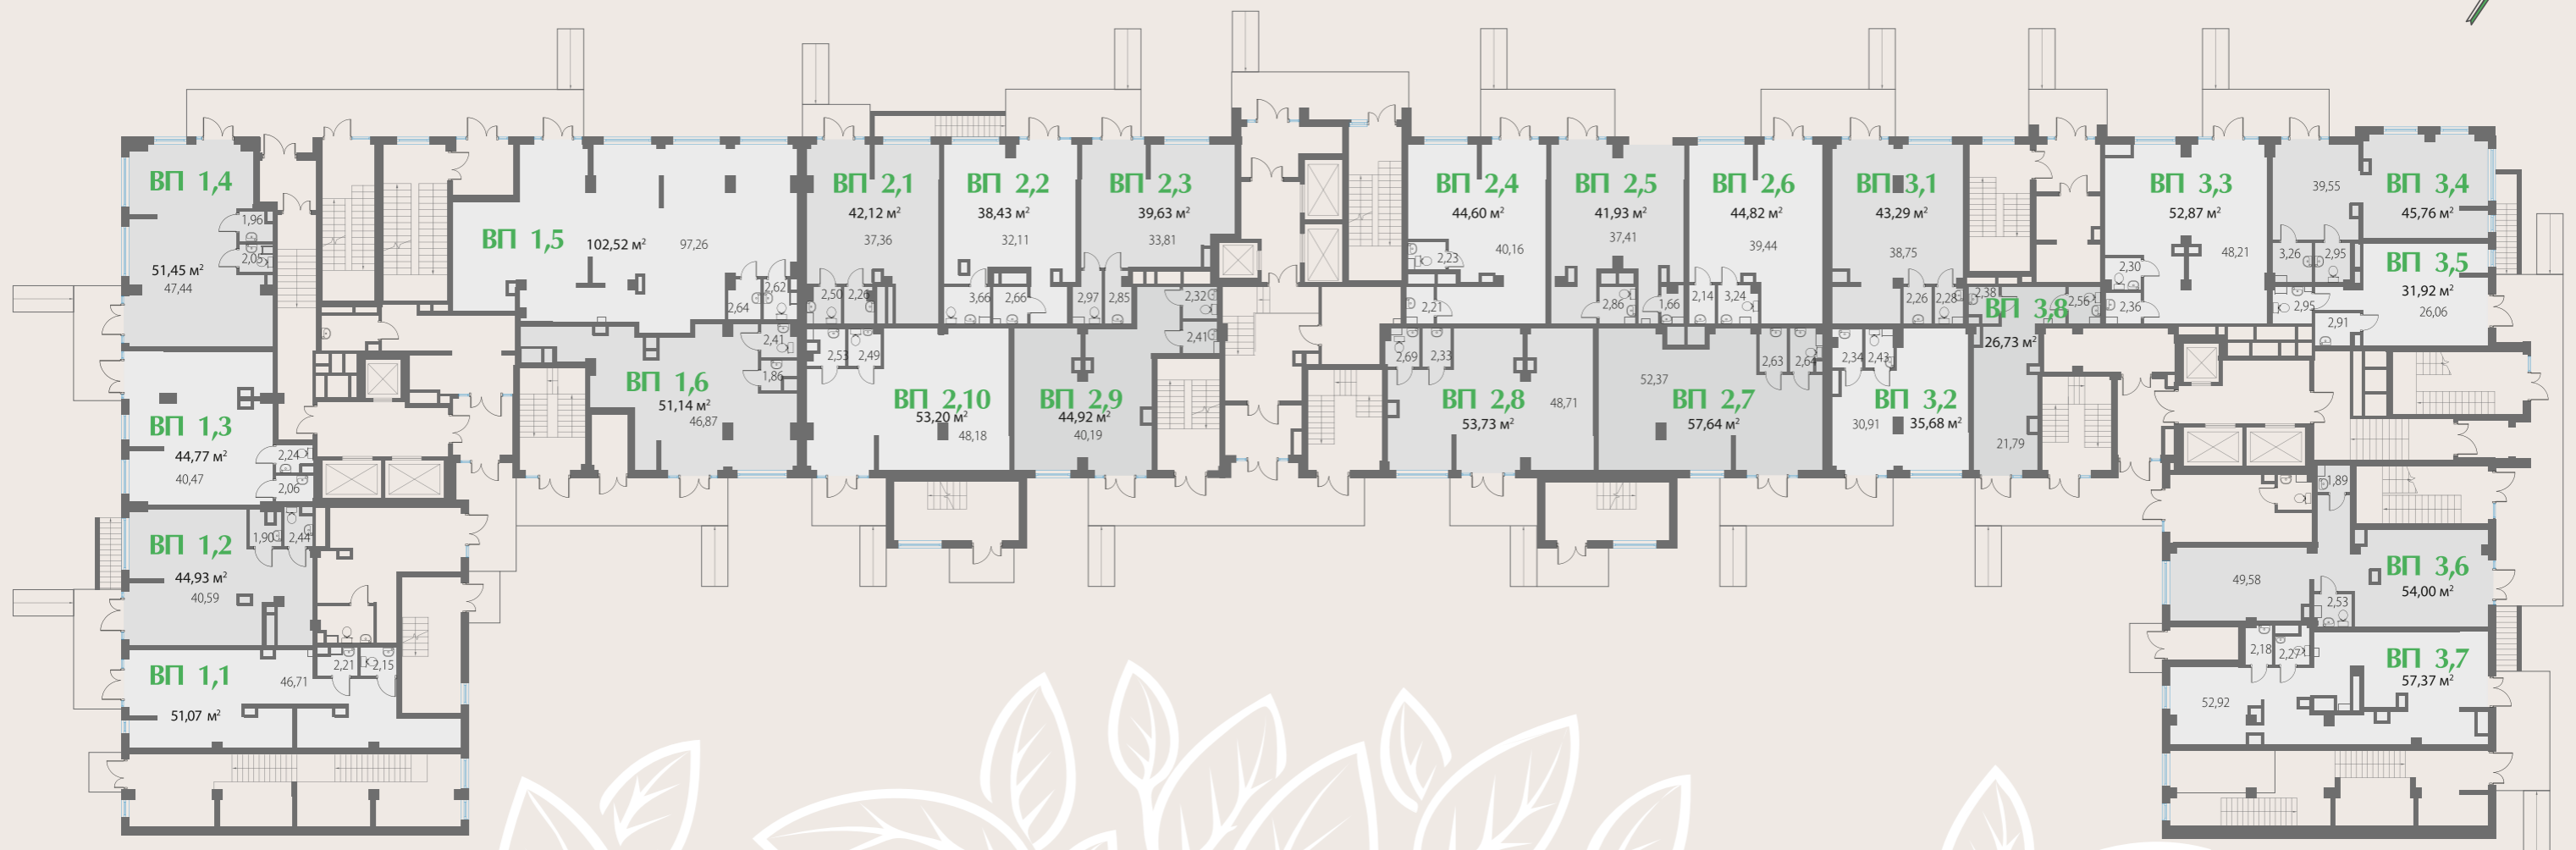 ВП 1,4
1,96
2,05
51,45 м²
47,44
ВП 1,3
44,77 м²
40,47
2,24
2,06
ВП 1,2
44,93 м²
40,59
1,90
2,44
ВП 1,1
51,07 м²
46,71
2,21
2,15
ВП 1,5
102,52 м²
97,26
2,64
2,62
ВП 1,6
51,14 м²
46,87
2,41
1,86
ВП 2,1
42,12 м²
37,36
2,50
2,26
ВП 2,2
38,43 м²
32,11
3,66
2,66
ВП 2,3
39,63 м²
33,81
2,97
2,85
ВП 2,10
53,20 м²
48,18
2,53
2,49
ВП 2,9
44,92 м²
40,19
2,32
2,41
ВП 2,4
44,60 м²
40,16
2,23
2,21
ВП 2,5
41,93 м²
37,41
2,86
1,66
ВП 2,6
44,82 м²
39,44
2,14
3,24
ВП 2,8
53,73 м²
48,71
2,69
2,33
ВП 2,7
57,64 м²
52,37
2,63
2,64
ВП 3,1
43,29 м²
38,75
2,26
2,28
ВП 3,2
35,68 м²
30,91
2,34
2,43
ВП 3,8
26,73 м²
21,79
2,38
2,56
ВП 3,3
52,87 м²
48,21
2,30
2,36
ВП 3,4
45,76 м²
39,55
3,26
2,95
ВП 3,5
31,92 м²
26,06
2,95
2,91
ВП 3,6
54,00 м²
49,58
1,89
2,53
ВП 3,7
57,37 м²
52,92
2,18
2,27